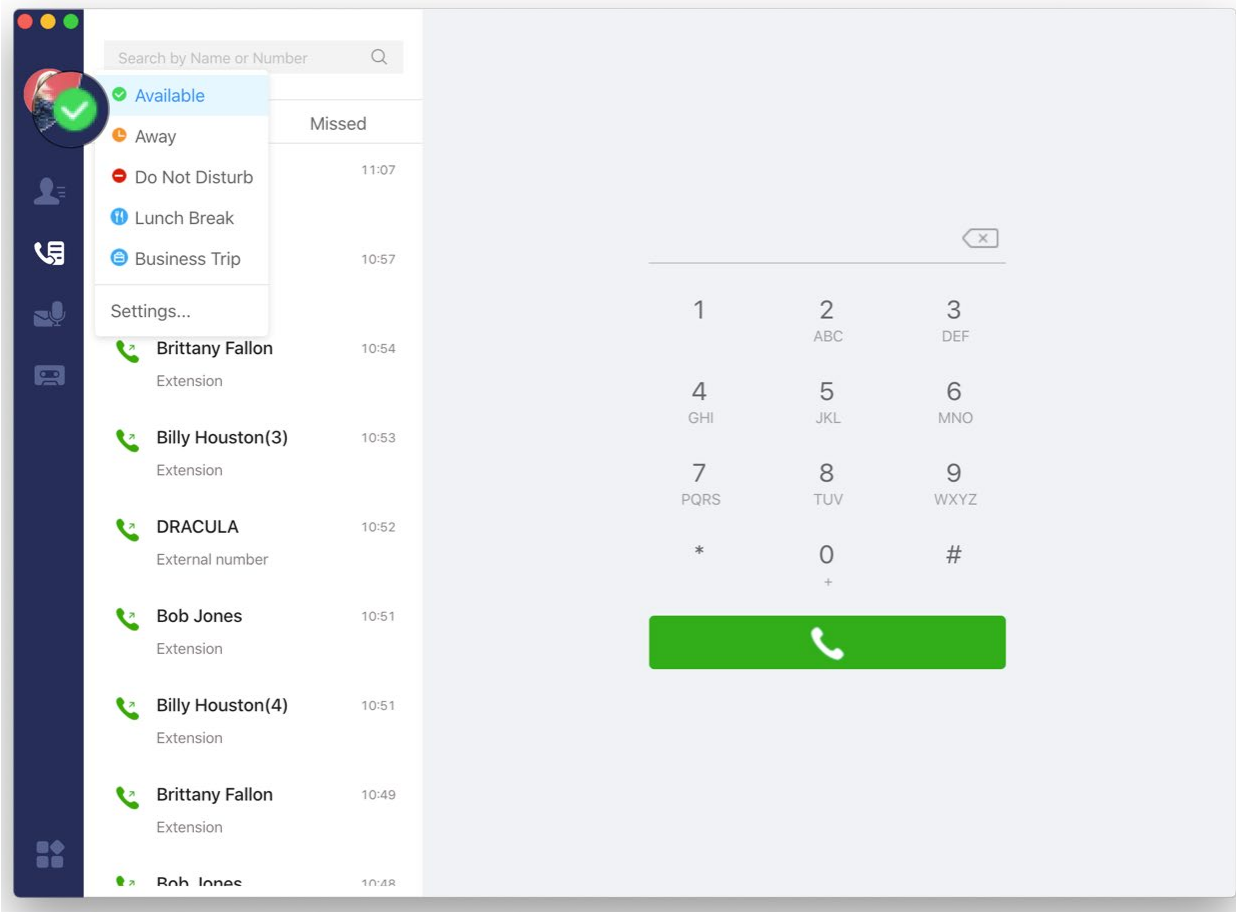 Search by Name or Number
Available
Away
Do Not Disturb
Lunch Break
Business Trip
Settings...
Missed
11:07
10:57
Brittany Fallon 10:54
Extension
Billy Houston(3) 10:53
Extension
DRACULA 10:52
External number
Bob Jones 10:51
Extension
Billy Houston(4) 10:51
Extension
Brittany Fallon 10:49
Extension
Bob Jones 10:48
1 2 3
ABC DEF
4 5 6
GHI JKL MNO
7 8 9
PQRS TUV WXYZ
* 0 #
+